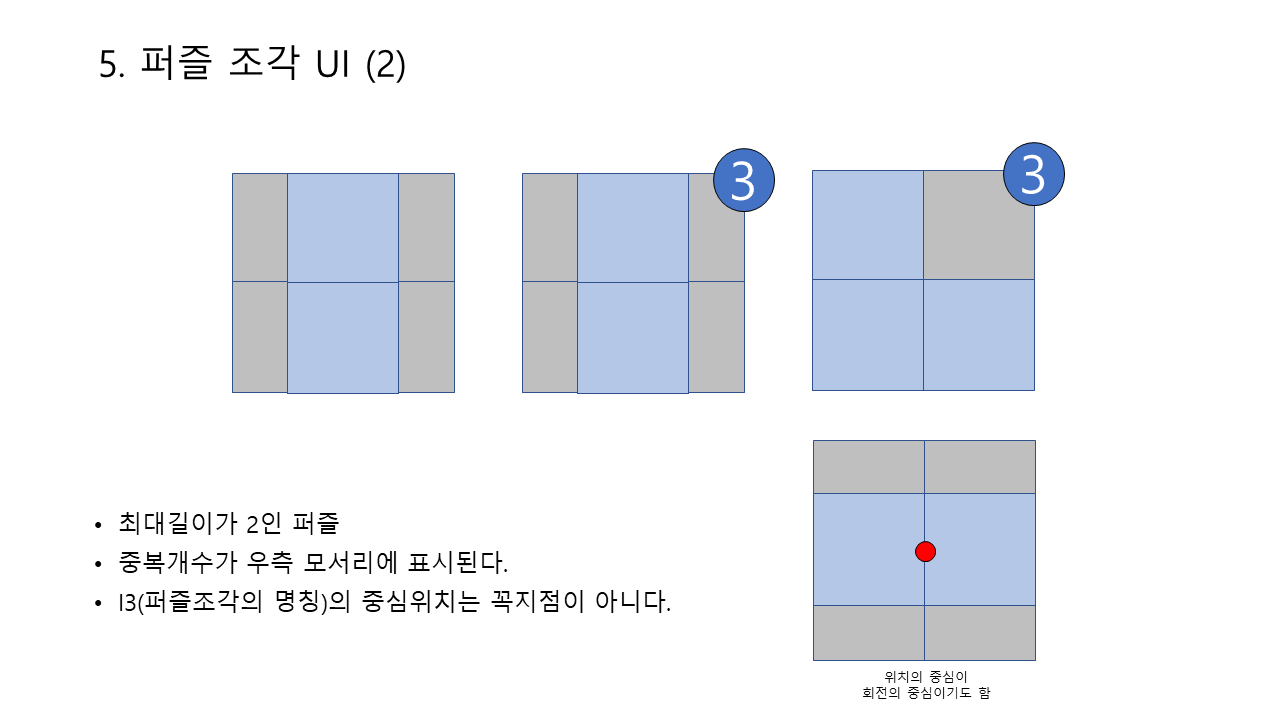 5. 퍼즐 조각 UI (2)
3
3
• 최대길이가 2인 퍼즐
• 중복개수가 우측 모서리에 표시된다.
• I3(퍼즐조각의 명칭)의 중심위치는 꼭지점이 아니다.
위치의 중심이
회전의 중심이기도 함